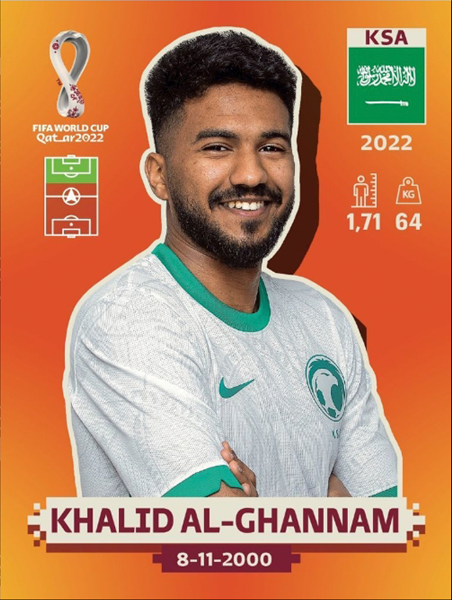 FIFA WORLD CUP
Qatar2022
KSA
2022
KG
1,71 64
KHALID AL-GHANNAM
8-11-2000